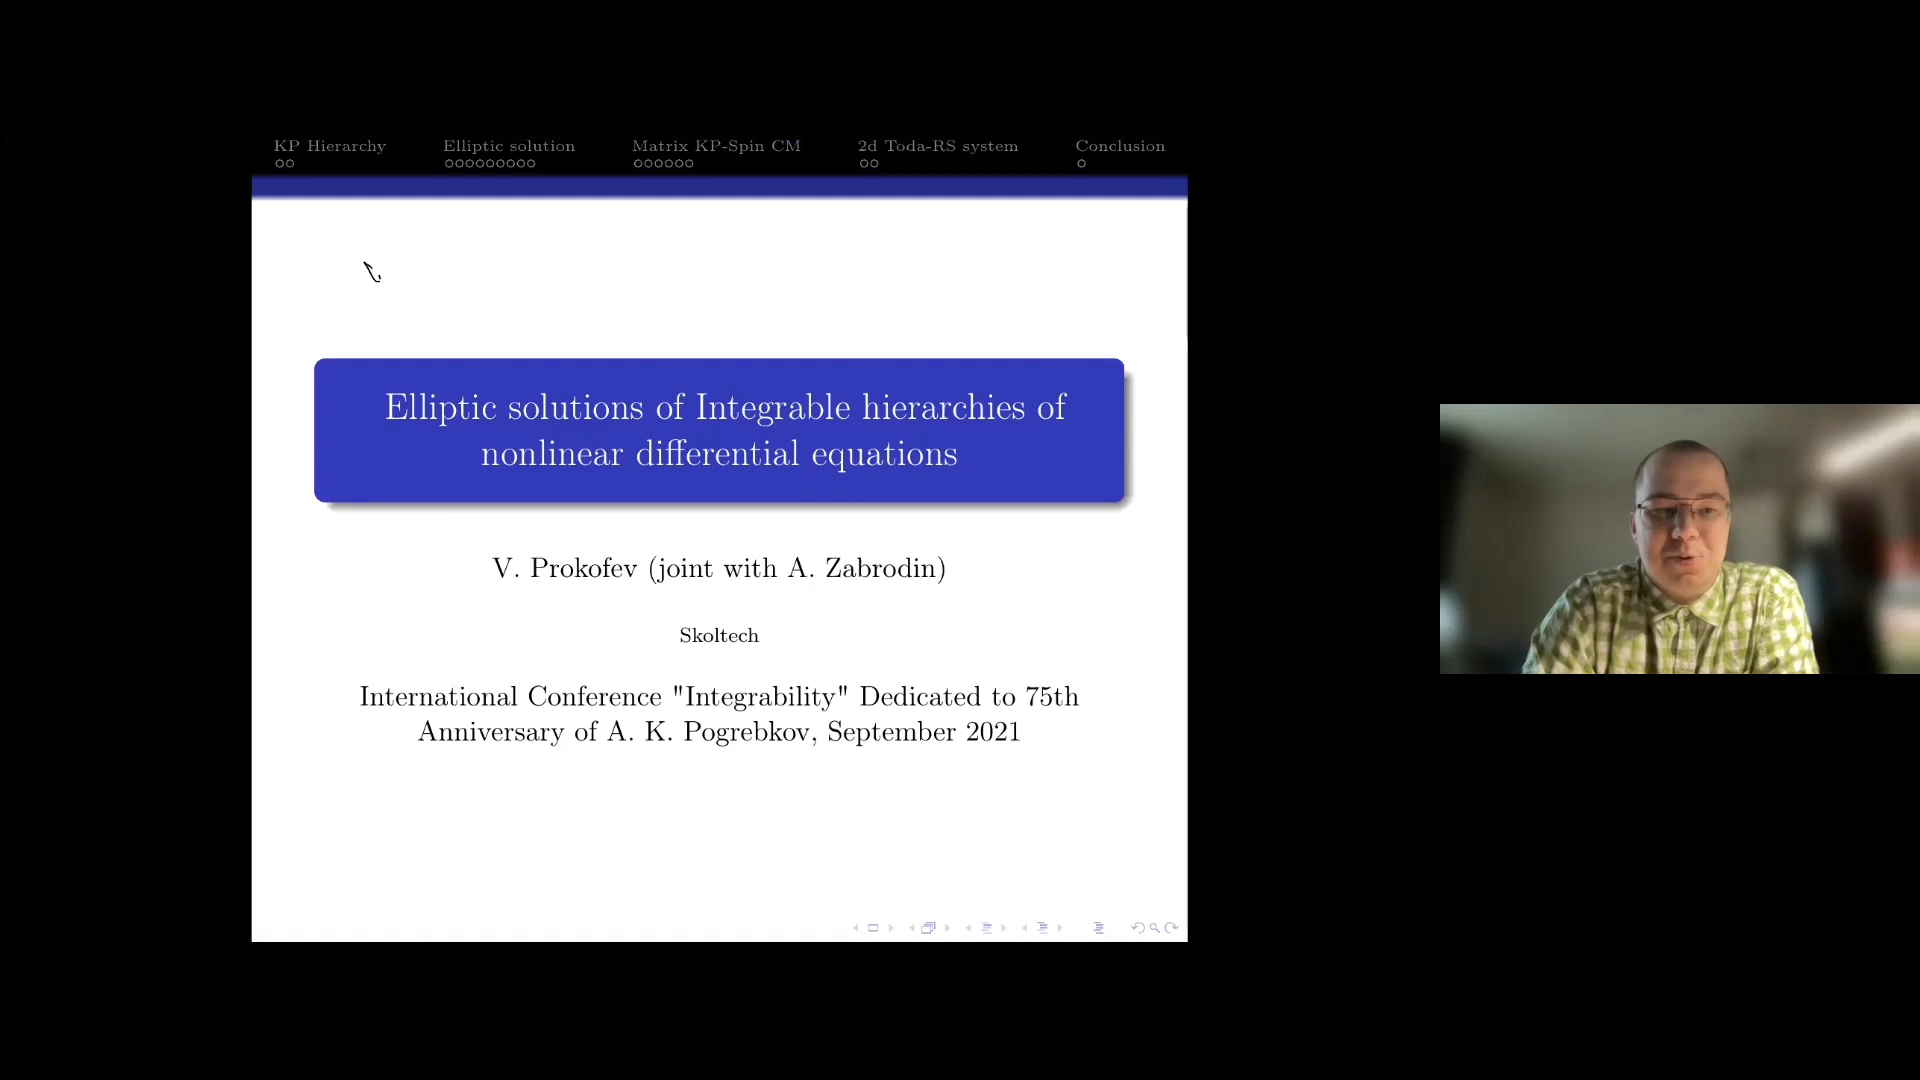 KP Hierarchy Elliptic solution Matrix KP-Spin CM 2d Toda-RS system Conclusion
Elliptic solutions of Integrable hierarchies of
nonlinear differential equations
V. Prokofev (joint with A. Zabrodin)
Skoltech
International Conference "Integrability" Dedicated to 75th
Anniversary of A. K. Pogrebkov, September 2021